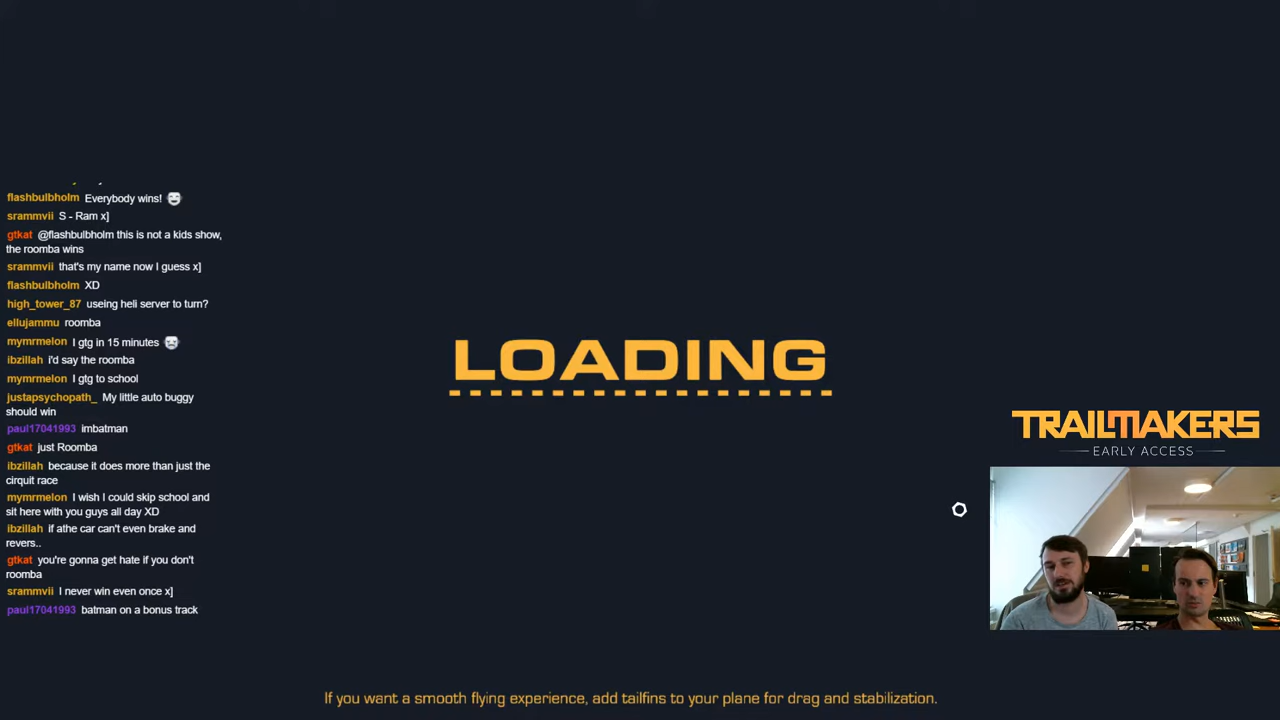 flashbulbholm Everybody wins!
srammvii S - Ram x]
gtkat @flashbulbholm this is not a kids show,
the roomba wins
srammvii that's my name now I guess x]
flashbulbholm XD
high_tower_87 useing heli server to turn?
ellujammu roomba
mymrmelon I gtg in 15 minutes
ibzillah i'd say the roomba
mymrmelon I gtg to school
justapsychopath_ My little auto buggy
should win
paul17041993 imbatman
gtkat just Roomba
ibzillah because it does more than just the
cirquit race
mymrmelon I wish I could skip school and
sit here with you guys all day XD
ibzillah if athe car can't even brake and
revers..
gtkat you're gonna get hate if you don't
roomba
srammvii I never win even once x]
paul17041993 batman on a bonus track
LOADING
TRAILMAKERS
EARLY ACCESS
If you want a smooth flying experience, add tailfins to your plane for drag and stabilization.